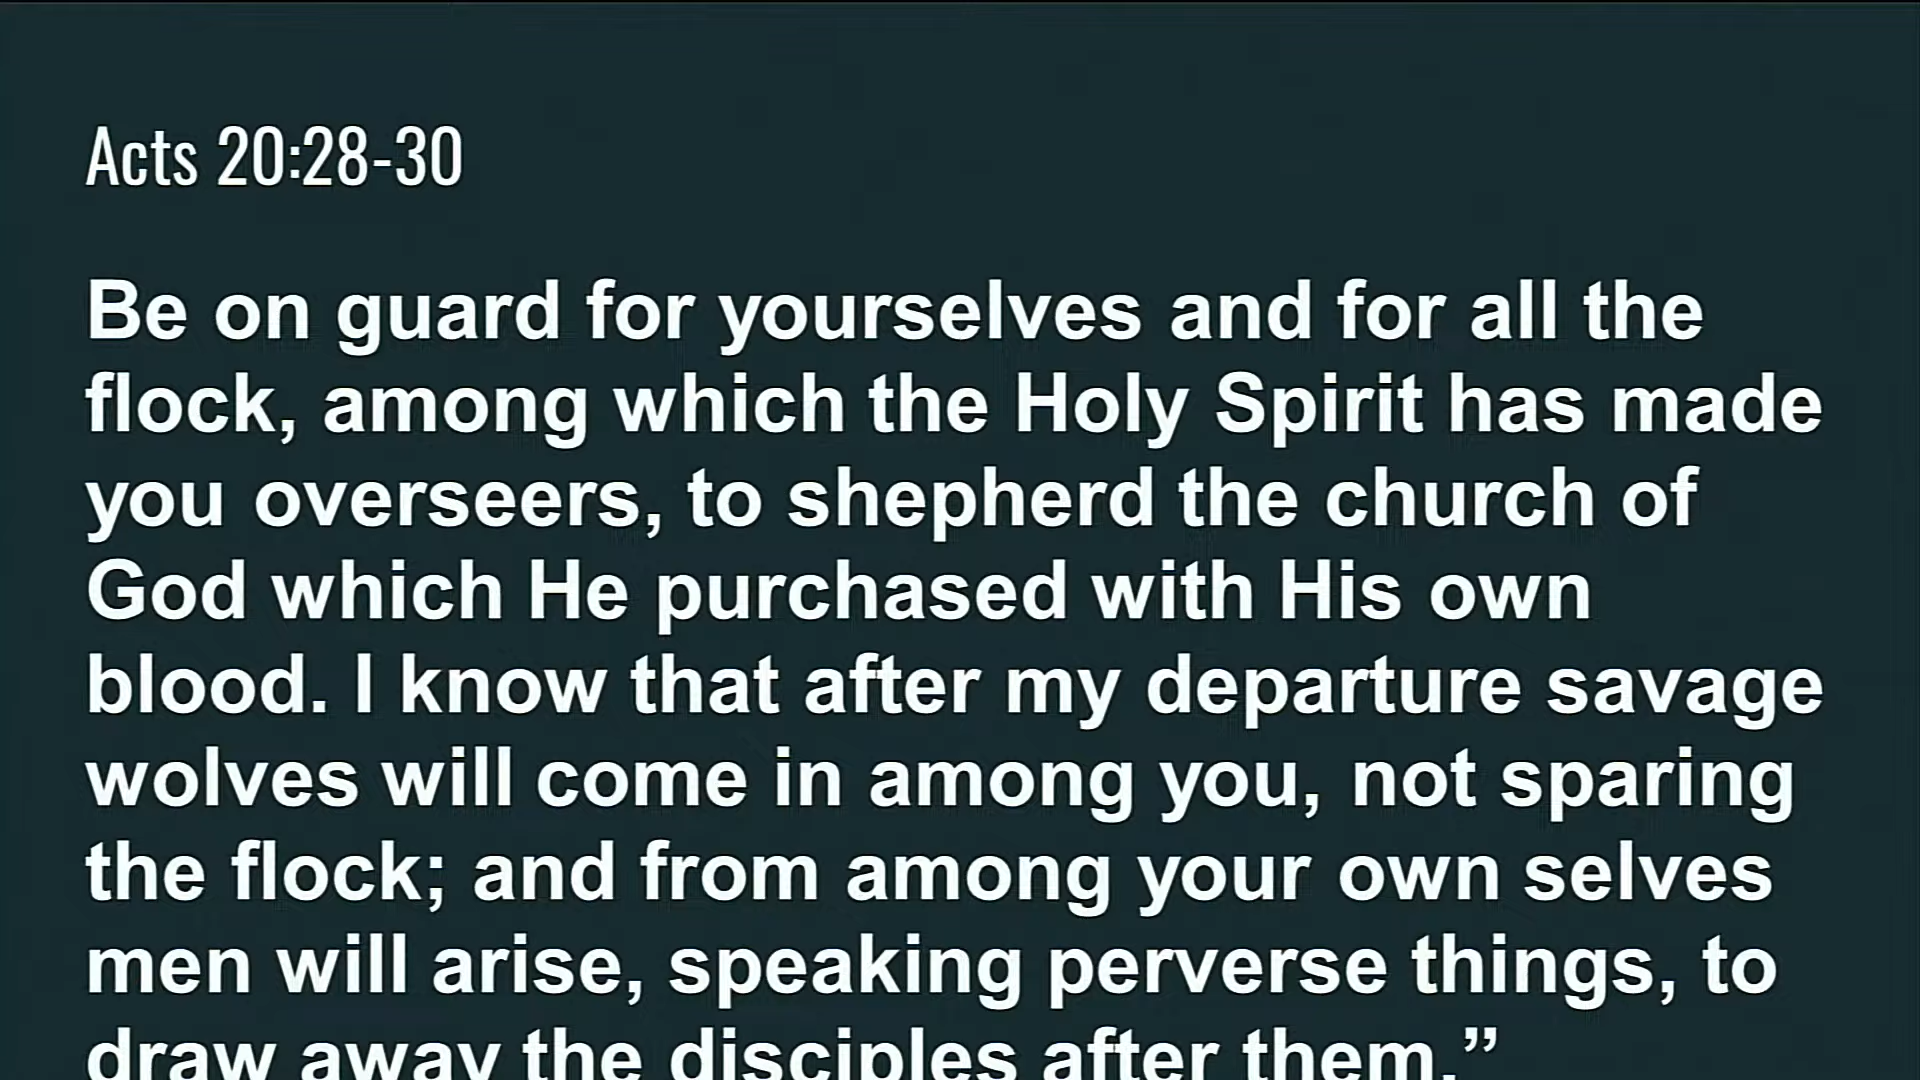 Acts 20:28-30
Be on guard for yourselves and for all the
flock, among which the Holy Spirit has made
you overseers, to shepherd the church of
God which He purchased with His own
blood. I know that after my departure savage
wolves will come in among you, not sparing
the flock; and from among your own selves
men will arise, speaking perverse things, to
draw away the disciples after them.”